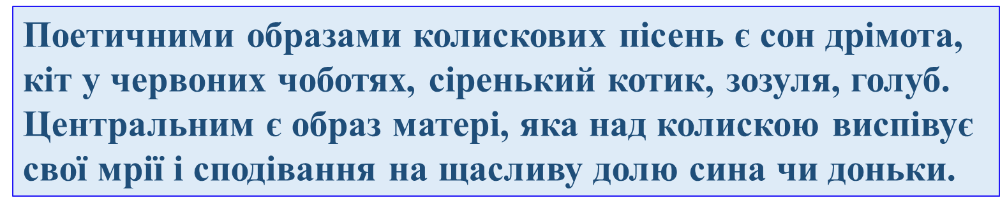 Поетичними образами колискових пісень є сон дрімота,
кіт у червоних чоботях, сіренький котик, зозуля, голуб.
Центральним є образ матері, яка над колискою виспівує
свої мрії і сподівання на щасливу долю сина чи доньки.